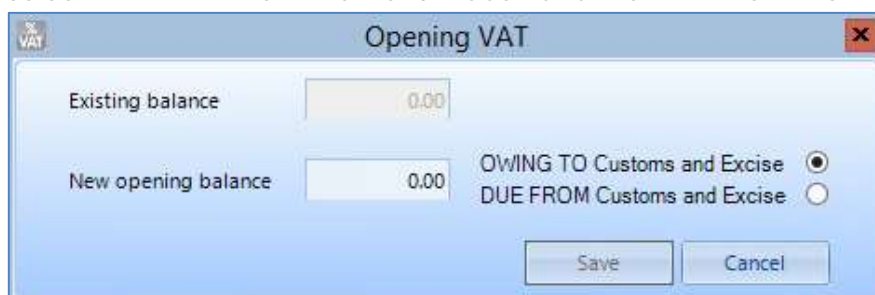 % VAT
Opening VAT
x
Existing balance 0.00
New opening balance 0.00
OWING TO Customs and Excise
DUE FROM Customs and Excise
Save Cancel